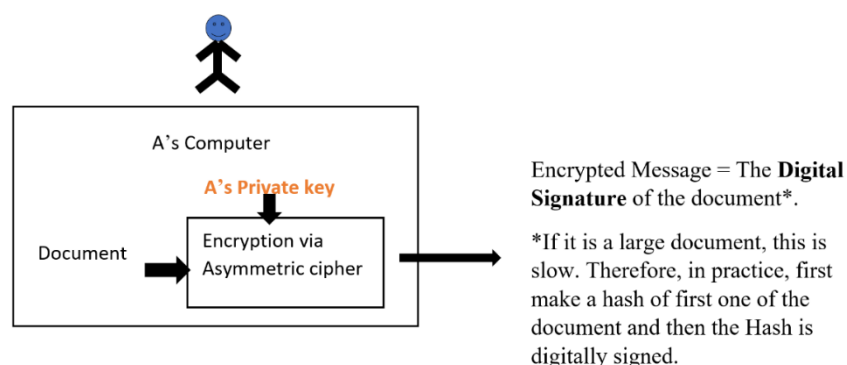 A's Computer
A's Private key
Document
Encryption via
Asymmetric cipher
Encrypted Message = The Digital
Signature of the document*.
*If it is a large document, this is
slow. Therefore, in practice, first
make a hash of first one of the
document and then the Hash is
digitally signed.